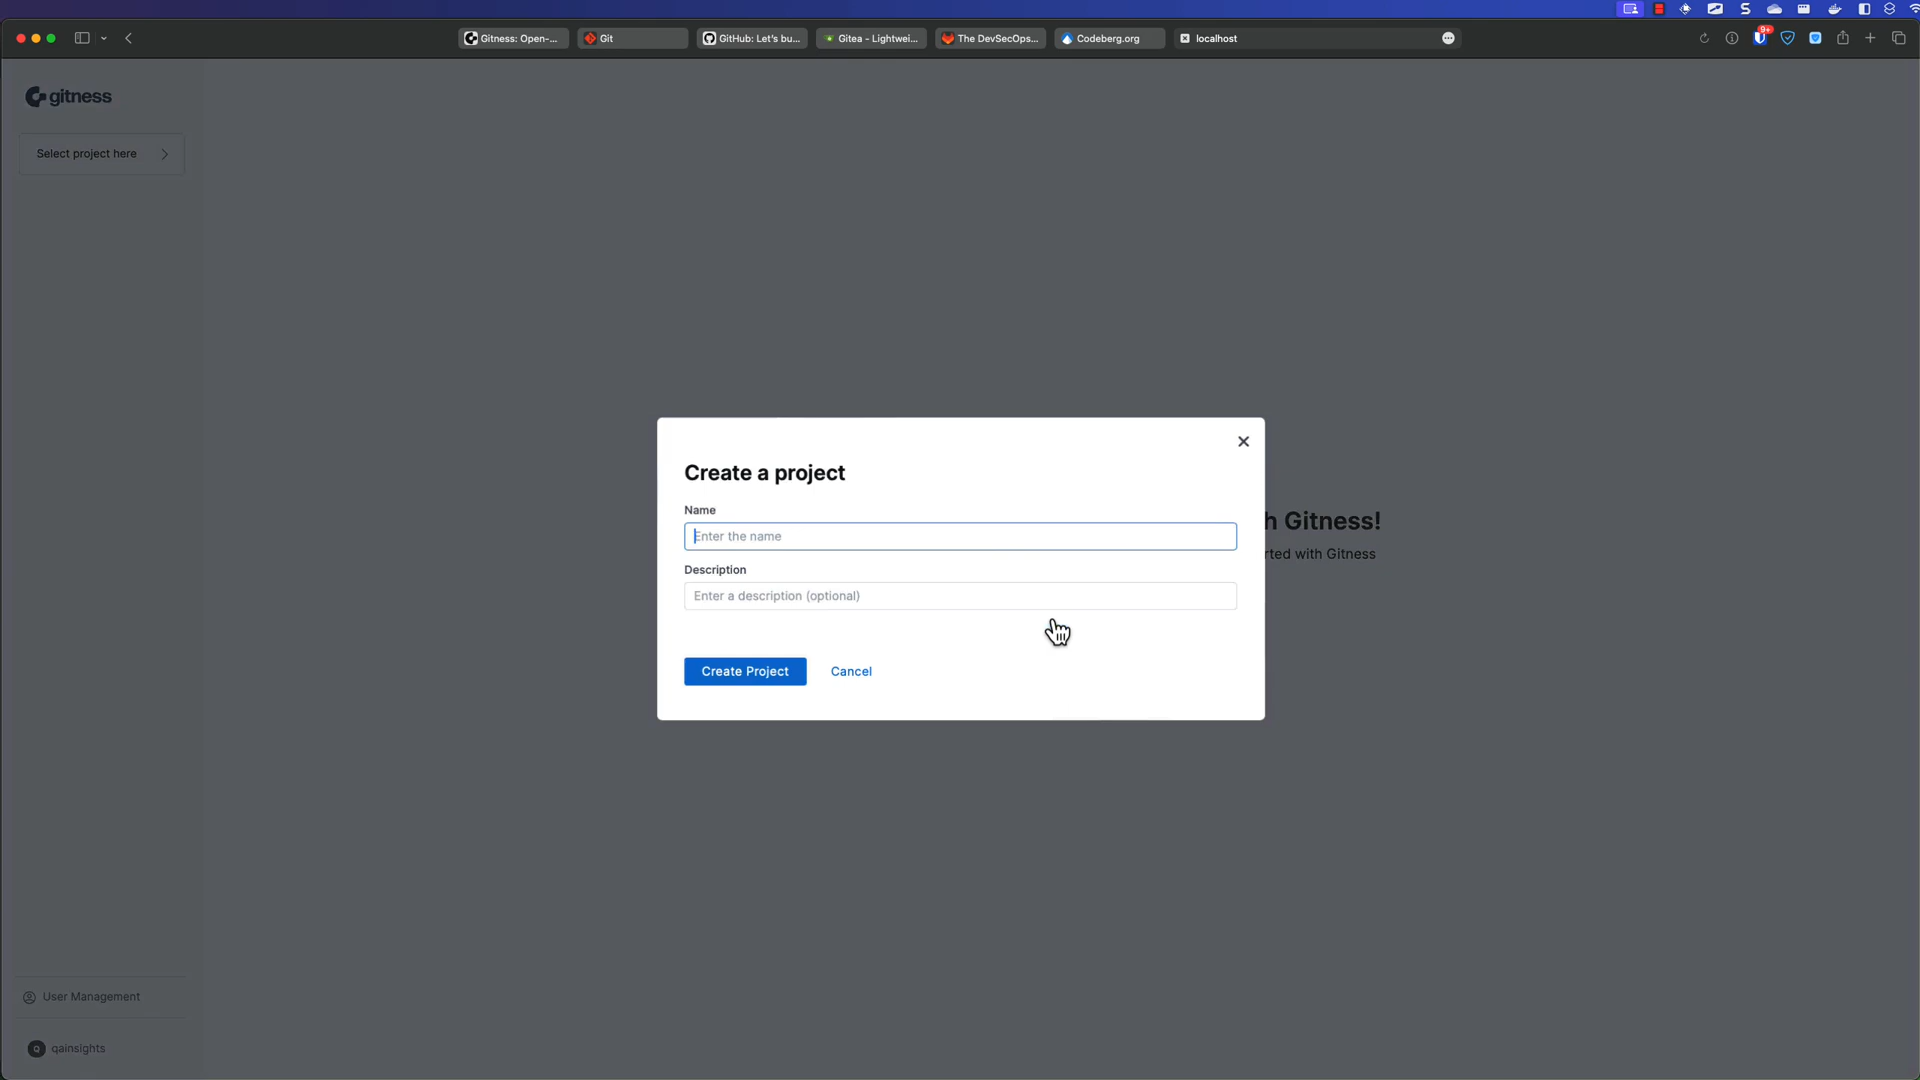 Gitness: Open-...
Git
GitHub: Let's bu...
Gitea - Lightwei...
The DevSecOps...
Codeberg.org
localhost
9+
gitness
Select project here
Create a project
Name
Enter the name
h Gitness!
rted with Gitness
Description
Enter a description (optional)
Create Project
Cancel
User Management
Q
qainsights